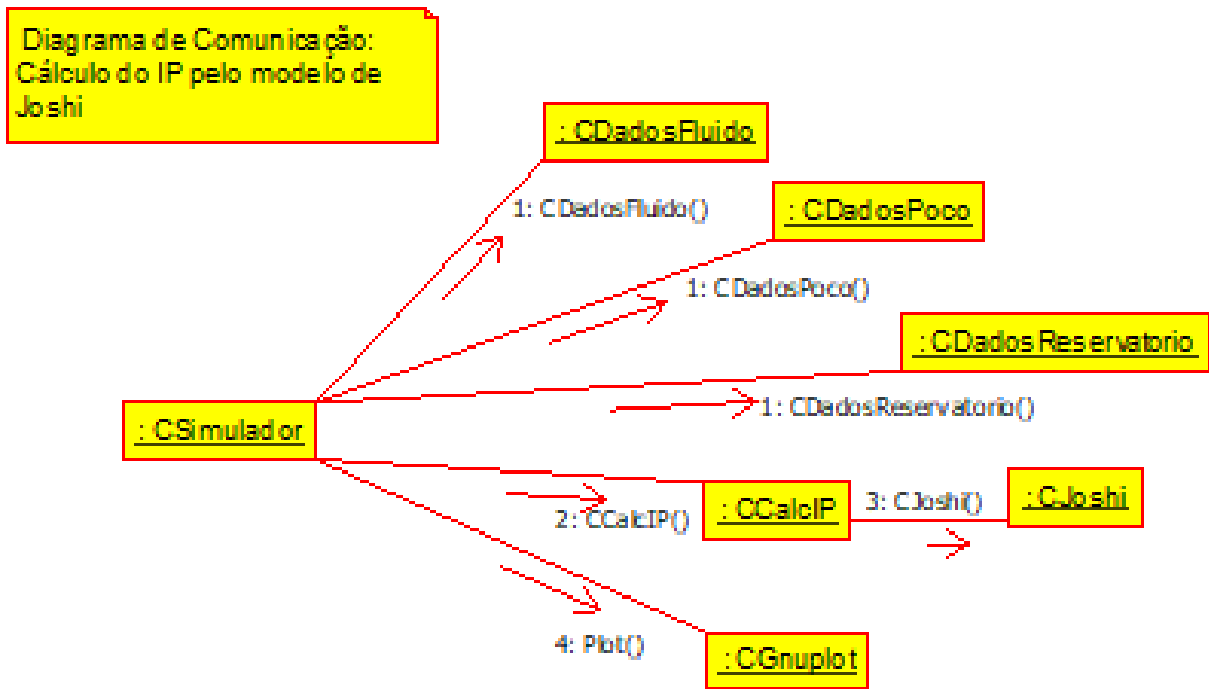 Diagrama de Comunicação:
Cálculo do IP pelo modelo de
Joshi
: CDadosFluido
1: CDadosFluido()
: CDadosPoco
1: CDadosPoco()
: CDadosReservatorio
1: CDadosReservatorio()
: CSimulador
2: CCalcIP()
: CCalcIP
3: CJoshi()
: CJoshi
4: Plot()
: CGnuplot